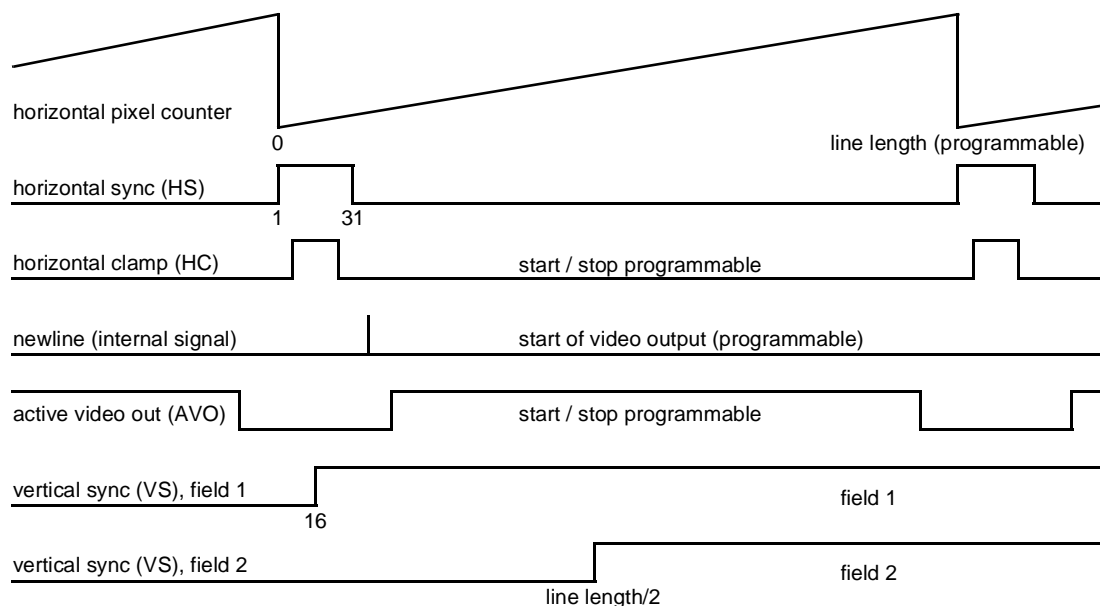 horizontal pixel counter
0
line length (programmable)
horizontal sync (HS)
1
31
horizontal clamp (HC)
start / stop programmable
newline (internal signal)
start of video output (programmable)
active video out (AVO)
start / stop programmable
vertical sync (VS), field 1
field 1
16
vertical sync (VS), field 2
field 2
line length/2